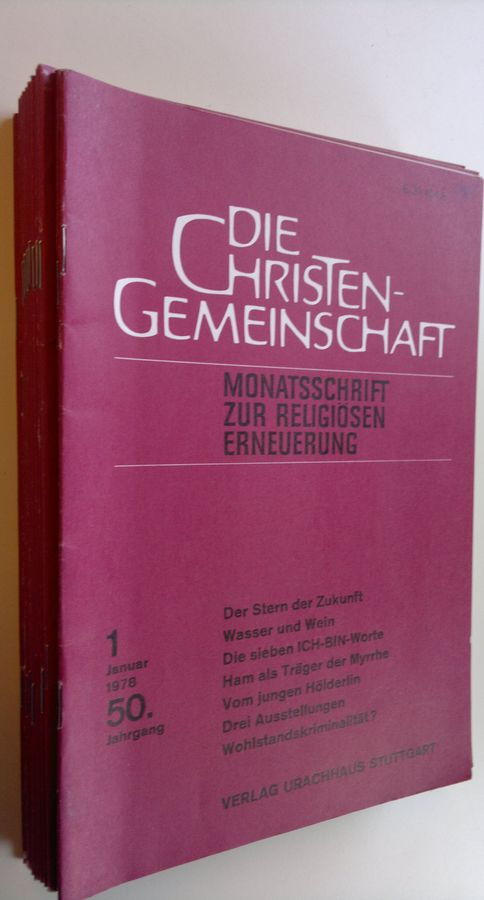 DIE
CHRISTEN-
GEMEINSCHAFT
MONATSSCHRIFT
ZUR RELIGIÖSEN
ERNEUERUNG
1
Januar
1978
50.
Jahrgang
Der Stern der Zukunft
Wasser und Wein
Die sieben ICH-BIN-Worte
Ham als Träger der Myrrhe
Vom jungen Hölderlin
Drei Ausstellungen
Wohlstandskriminalität?
VERLAG URACHHAUS STUTTGART